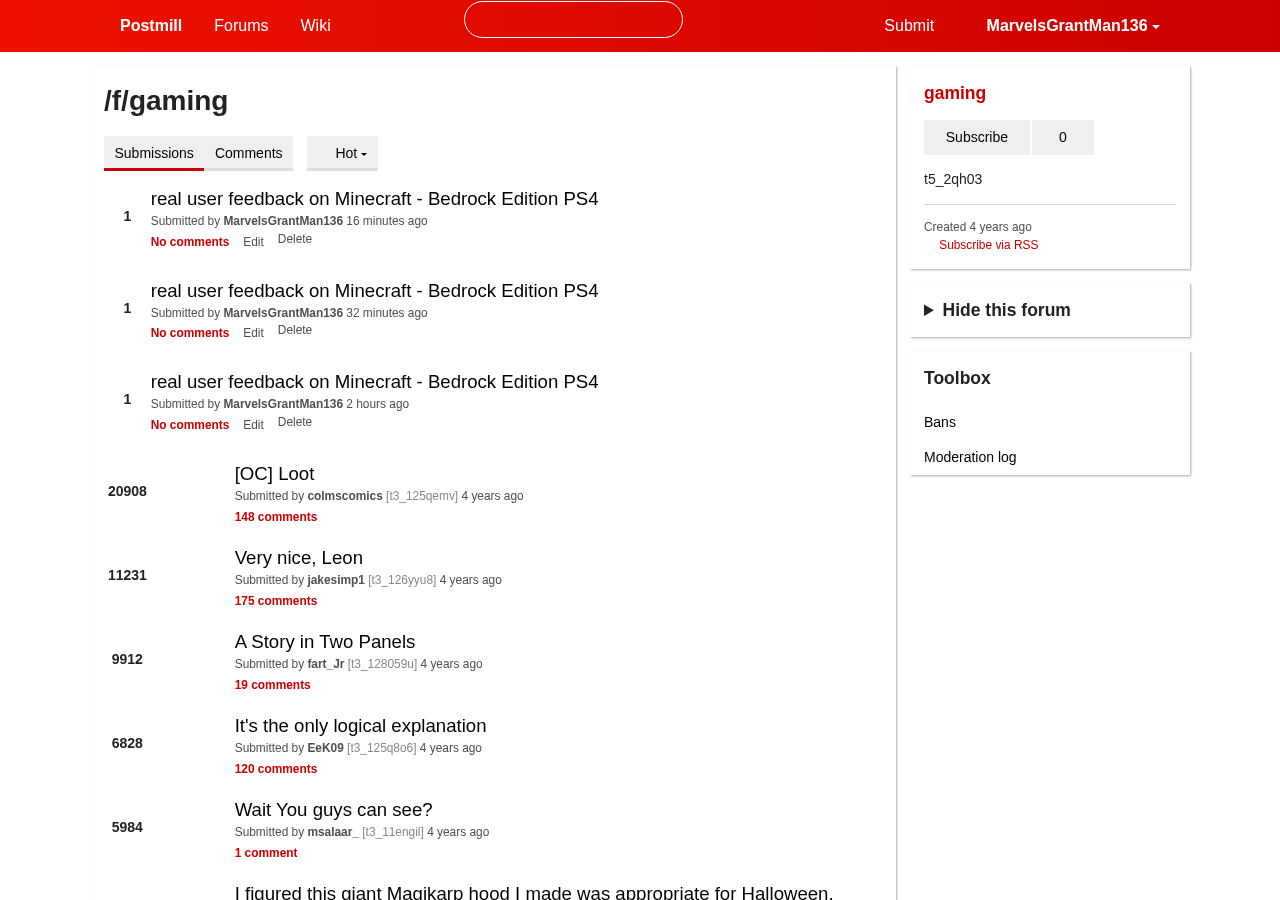 Postmill Forums Wiki Submit MarvelsGrantMan136
/f/gaming
Submissions Comments Hot
real user feedback on Minecraft - Bedrock Edition PS4
1
Submitted by MarvelsGrantMan136 16 minutes ago
No comments Edit Delete
real user feedback on Minecraft - Bedrock Edition PS4
1
Submitted by MarvelsGrantMan136 32 minutes ago
No comments Edit Delete
real user feedback on Minecraft - Bedrock Edition PS4
1
Submitted by MarvelsGrantMan136 2 hours ago
No comments Edit Delete
[OC] Loot
20908
Submitted by colmscomics [t3_125qemv] 4 years ago
148 comments
Very nice, Leon
11231
Submitted by jakesimp1 [t3_126yyu8] 4 years ago
175 comments
A Story in Two Panels
9912
Submitted by fart_Jr [t3_128059u] 4 years ago
19 comments
It's the only logical explanation
6828
Submitted by EeK09 [t3_125q8o6] 4 years ago
120 comments
Wait You guys can see?
5984
Submitted by msalaar_ [t3_11engil] 4 years ago
1 comment
I figured this giant Magikarp hood I made was appropriate for Halloween.
gaming
Subscribe 0
t5_2qh03
Created 4 years ago
Subscribe via RSS
Hide this forum
Toolbox
Bans
Moderation log